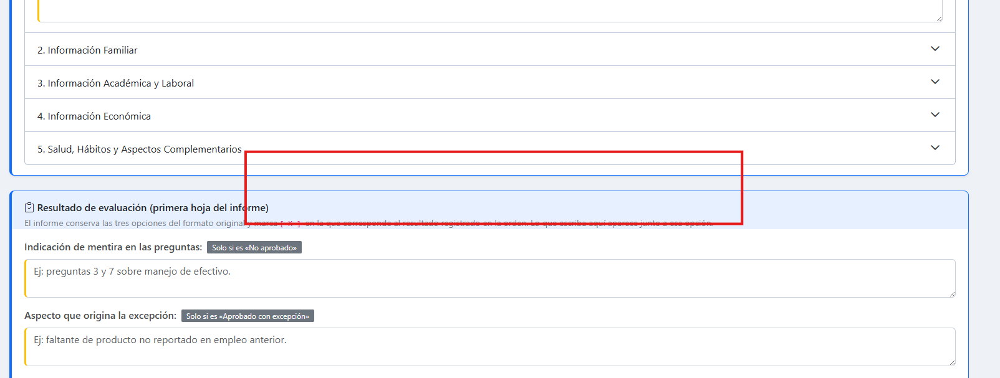 2. Información Familiar
3. Información Académica y Laboral
4. Información Económica
5. Salud, Hábitos y Aspectos Complementarios
Resultado de evaluación (primera hoja del informe)
El informe conserva las tres opciones del formato original y marca [ X ] en la que corresponde al resultado registrado en la orden. Lo que escriba aquí aparece junto a esa opción.
Indicación de mentira en las preguntas: Solo si es «No aprobado»
Ej: preguntas 3 y 7 sobre manejo de efectivo.
Aspecto que origina la excepción: Solo si es «Aprobado con excepción»
Ej: faltante de producto no reportado en empleo anterior.